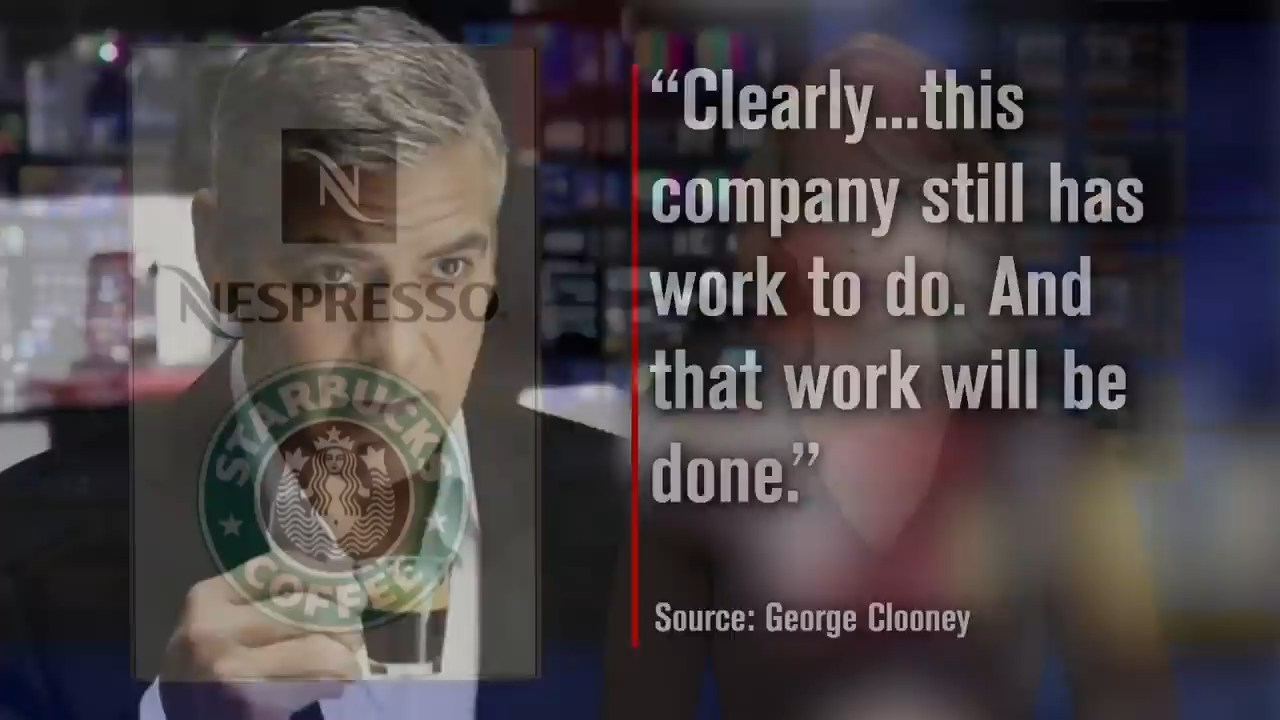 N
NESPRESSO
STARBUCKS
COFFEE
“Clearly...this
company still has
work to do. And
that work will be
done.”
Source: George Clooney